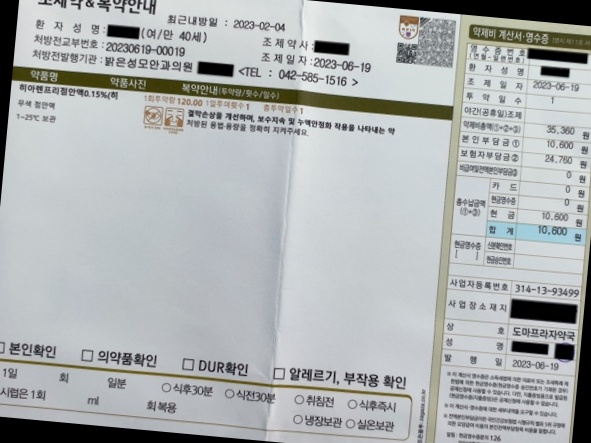 조제약&복약안내
최근내방일 : 2023-02-04
환 자 성 명 : (여/만 40세)
조 제 약 사 :
처방전교부번호 : 20230619-000019
조 제 일 자 : 2023-06-19
처방전발행기관 : 밝은성모안과의원 <TEL : 042-585-1516 >
약품명 약품사진 복약안내(투약량/횟수/일수)
히아렌프리점안액0.15%(히
무색 점안액
1~25℃ 보관
1회투약량120.00 1일투여횟수1 총투약일수1
결막손상을 개선하며, 보습지속 및 누액안정화 작용을 나타내는 약
처방된 용법·용량을 정확히 지켜주세요.
본인확인 의약품확인 DUR확인 알레르기, 부작용 확인
1일 회 일분 식후30분 식전30분 취침전 식후즉시
시럽은 1회 ml 회 복용 냉장보관 실온보관
약제비 계산서·영수증
영 수 증 번 호
환 자 성 명
조 제 일 자 2023-06-19
투 약 일 수 1
야간(공휴일)조제
약제비총액(①+②+③) 35,360 원
본 인 부 담 금 ① 10,600 원
보험자부담금 ② 24,760 원
비급여및전액본인부담금③ 0 원
총수납금액 (①+③)
카 드 0 원
현금영수증 0 원
현 금 10,600 원
합 계 10,600 원
현금영수증 [ ]
신분확인번호
현금승인번호
사업자등록번호 314-13-93499
사 업 장 소 재 지
상 호 도마프라자약국
성 명
발 행 일 2023-06-19